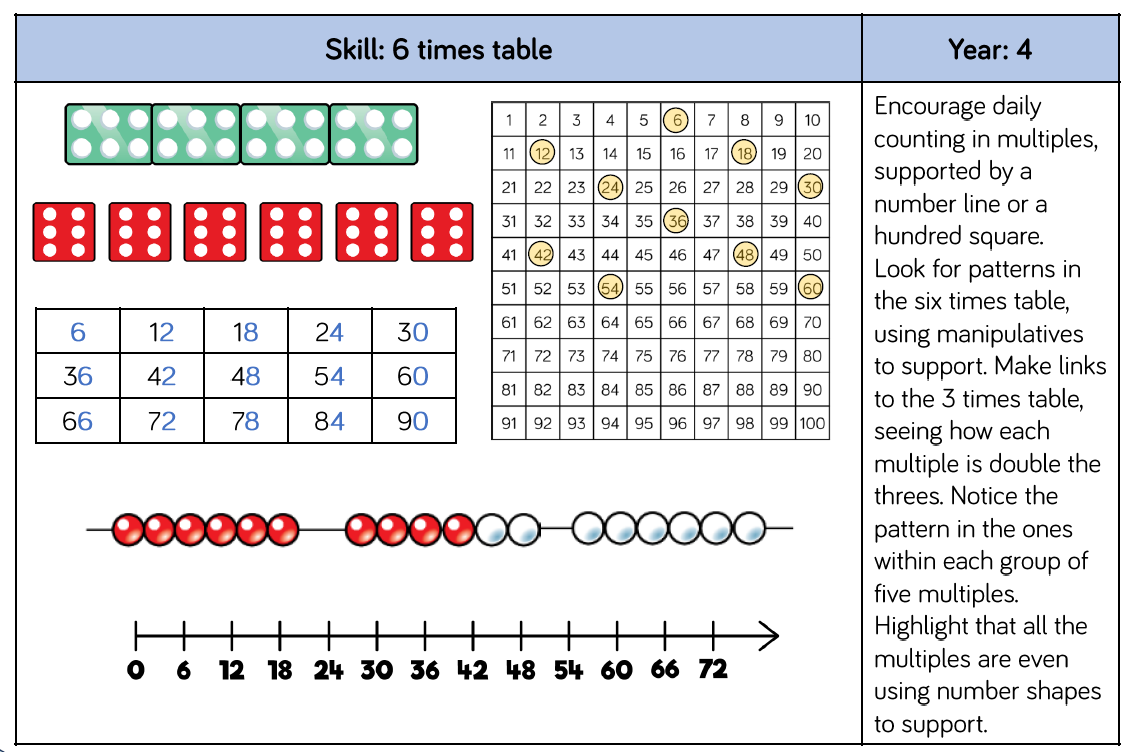 Skill: 6 times table
Year: 4
1 2 3 4 5 6 7 8 9 10
11 12 13 14 15 16 17 18 19 20
21 22 23 24 25 26 27 28 29 30
31 32 33 34 35 36 37 38 39 40
41 42 43 44 45 46 47 48 49 50
51 52 53 54 55 56 57 58 59 60
61 62 63 64 65 66 67 68 69 70
71 72 73 74 75 76 77 78 79 80
81 82 83 84 85 86 87 88 89 90
91 92 93 94 95 96 97 98 99 100
6 12 18 24 30
36 42 48 54 60
66 72 78 84 90
0 6 12 18 24 30 36 42 48 54 60 66 72
Encourage daily
counting in multiples,
supported by a
number line or a
hundred square.
Look for patterns in
the six times table,
using manipulatives
to support. Make links
to the 3 times table,
seeing how each
multiple is double the
threes. Notice the
pattern in the ones
within each group of
five multiples.
Highlight that all the
multiples are even
using number shapes
to support.